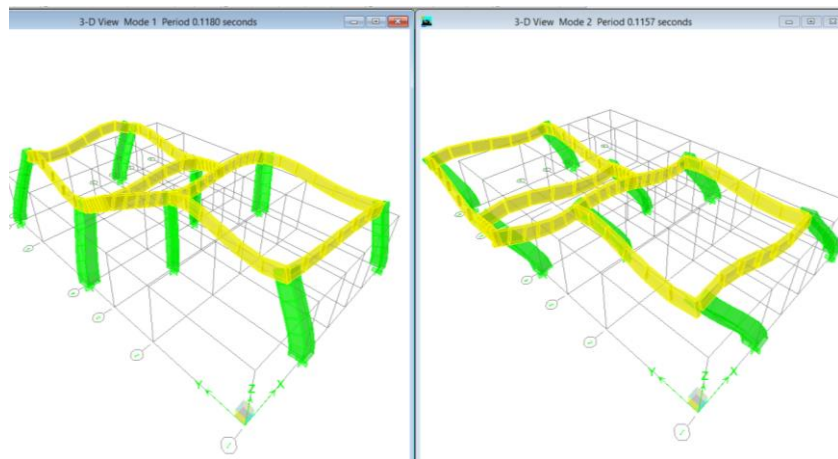 3-D View Mode 1 Period 0.1180 seconds
3-D View Mode 2 Period 0.1157 seconds
Y
Z
X
Y
Z
X